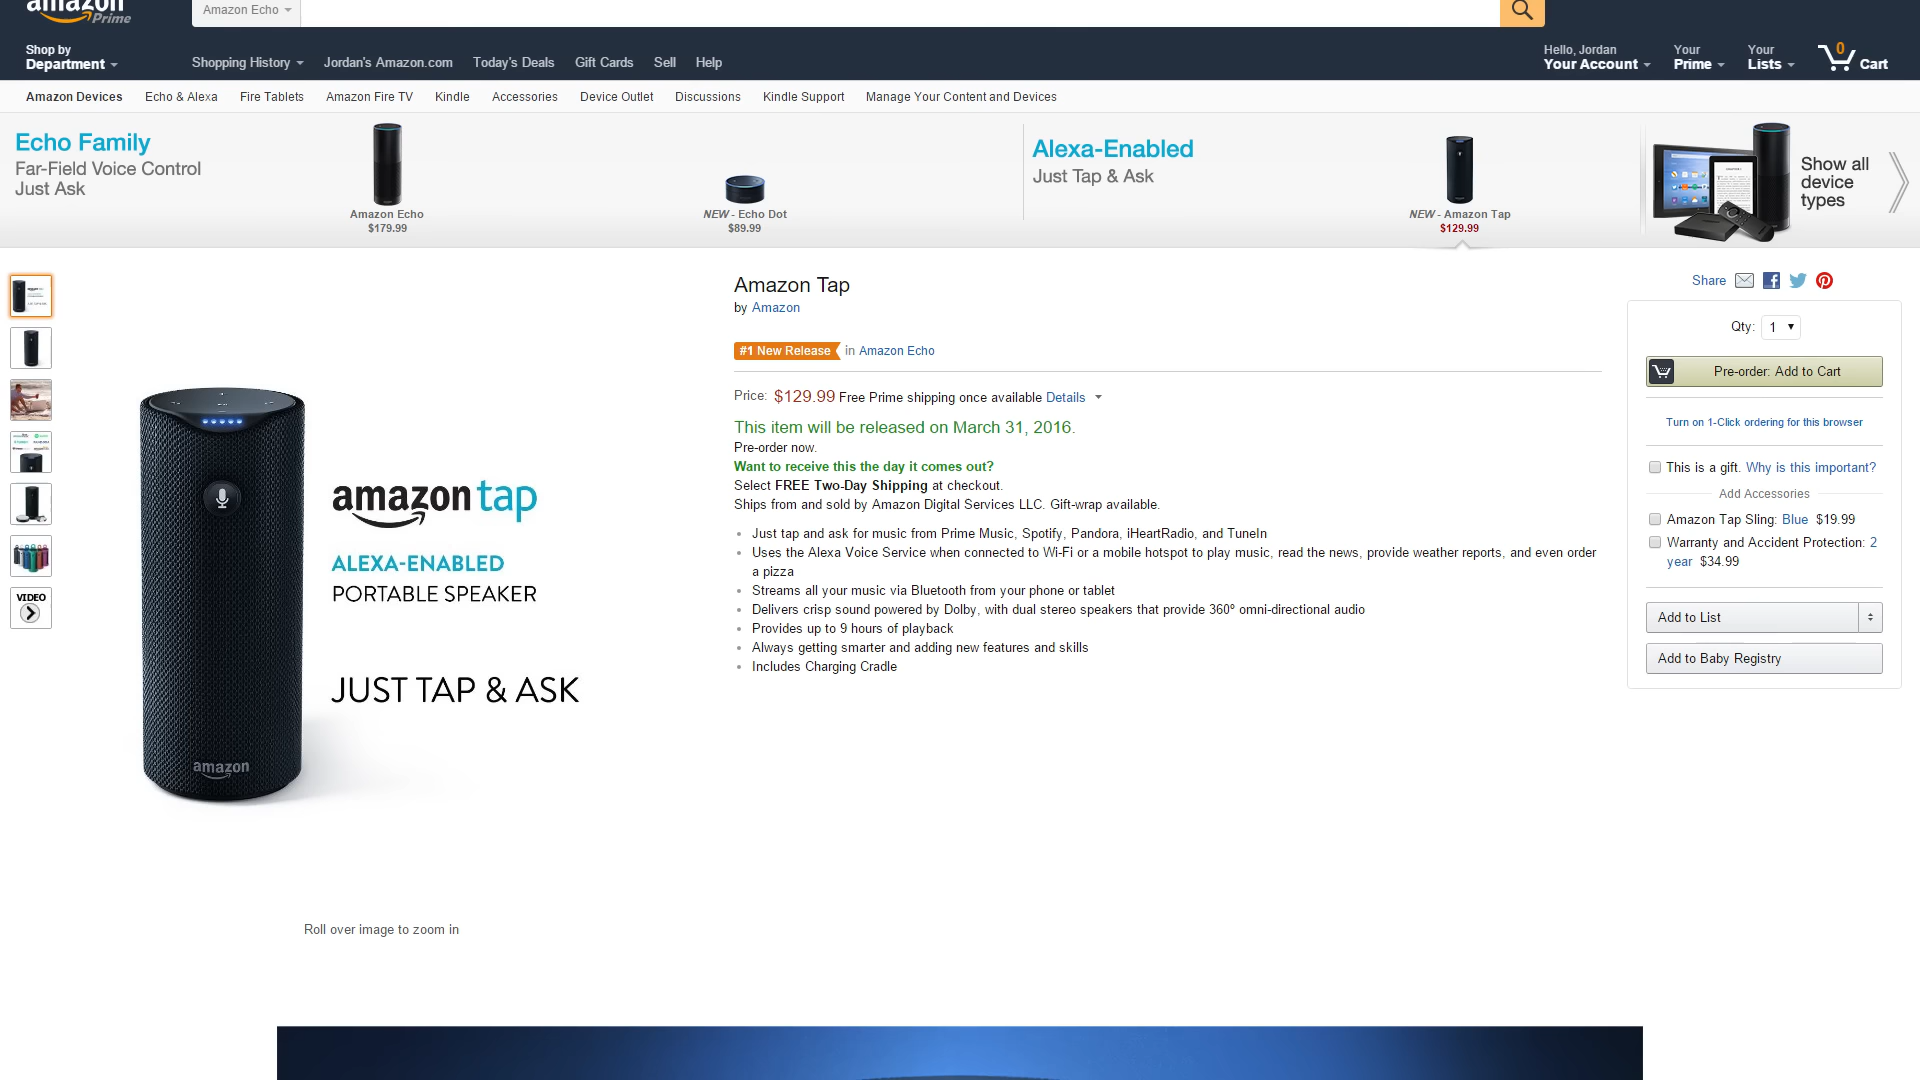 amazon
Prime
Amazon Echo
Shop by
Department
Shopping History
Jordan's Amazon.com
Today's Deals
Gift Cards
Sell
Help
Hello, Jordan
Your Account
Your
Prime
Your
Lists
0
Cart
Amazon Devices
Echo & Alexa
Fire Tablets
Amazon Fire TV
Kindle
Accessories
Device Outlet
Discussions
Kindle Support
Manage Your Content and Devices
Echo Family
Far-Field Voice Control
Just Ask
Amazon Echo
$179.99
NEW - Echo Dot
$89.99
Alexa-Enabled
Just Tap & Ask
NEW - Amazon Tap
$129.99
Show all
device
types
VIDEO
amazon
amazon tap
ALEXA-ENABLED
PORTABLE SPEAKER
JUST TAP & ASK
Roll over image to zoom in
Amazon Tap
by Amazon
#1 New Release in Amazon Echo
Price: $129.99 Free Prime shipping once available Details
This item will be released on March 31, 2016.
Pre-order now.
Want to receive this the day it comes out?
Select FREE Two-Day Shipping at checkout.
Ships from and sold by Amazon Digital Services LLC. Gift-wrap available.
Just tap and ask for music from Prime Music, Spotify, Pandora, iHeartRadio, and TuneIn
Uses the Alexa Voice Service when connected to Wi-Fi or a mobile hotspot to play music, read the news, provide weather reports, and even order
a pizza
Streams all your music via Bluetooth from your phone or tablet
Delivers crisp sound powered by Dolby, with dual stereo speakers that provide 360º omni-directional audio
Provides up to 9 hours of playback
Always getting smarter and adding new features and skills
Includes Charging Cradle
Share
Qty: 1
Pre-order: Add to Cart
Turn on 1-Click ordering for this browser
This is a gift. Why is this important?
Add Accessories
Amazon Tap Sling: Blue $19.99
Warranty and Accident Protection: 2
year $34.99
Add to List
Add to Baby Registry